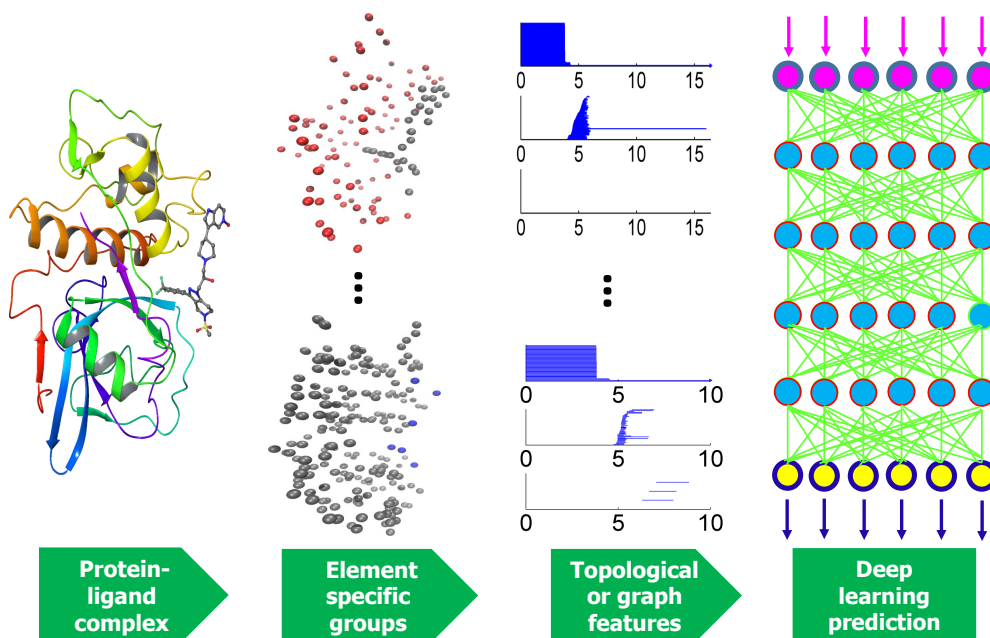 0 5 10 15
0 5 10 15
0 5 10 15
0 5 10
0 5 10
0 5 10
Protein-
ligand
complex
Element
specific
groups
Topological
or graph
features
Deep
learning
prediction